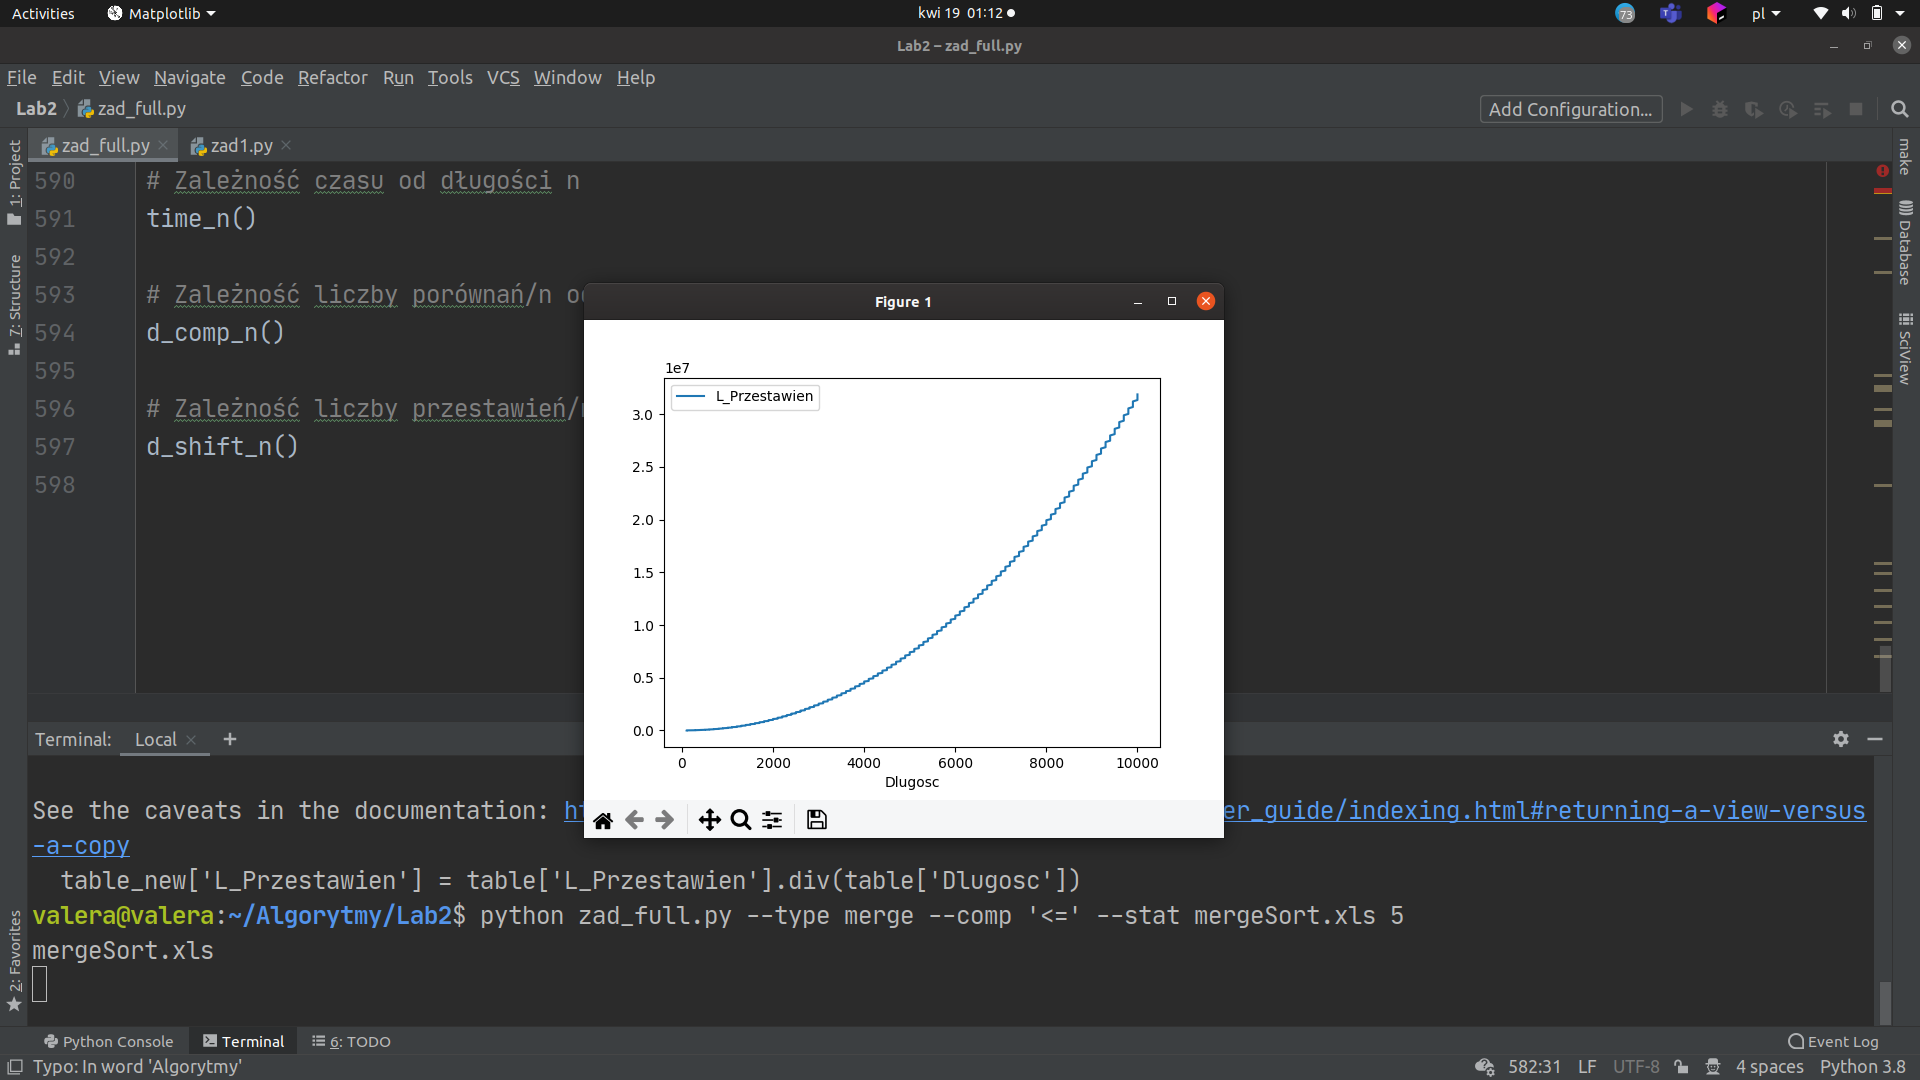 Activities
Matplotlib
kwi 19 01:12
73
pl
Lab2 – zad_full.py
File Edit View Navigate Code Refactor Run Tools VCS Window Help
Lab2 zad_full.py
Add Configuration...
zad_full.py
zad1.py
1: Project
7: Structure
2: Favorites
make
Database
SciView
590 # Zależność czasu od długości n
591 time_n()
592
593 # Zależność liczby porównań/n
594 d_comp_n()
595
596 # Zależność liczby przestawień/
597 d_shift_n()
598
Figure 1
1e7
L_Przestawien
3.0
2.5
2.0
1.5
1.0
0.5
0.0
0 2000 4000 6000 8000 10000
Dlugosc
Terminal: Local +
See the caveats in the documentation: er_guide/indexing.html#returning-a-view-versus
-a-copy
table_new['L_Przestawien'] = table['L_Przestawien'].div(table['Dlugosc'])
valera@valera:~/Algorytmy/Lab2$ python zad_full.py --type merge --comp '<=' --stat mergeSort.xls 5
mergeSort.xls
Python Console
Terminal
6: TODO
Event Log
Typo: In word 'Algorytmy'
582:31 LF UTF-8 4 spaces Python 3.8